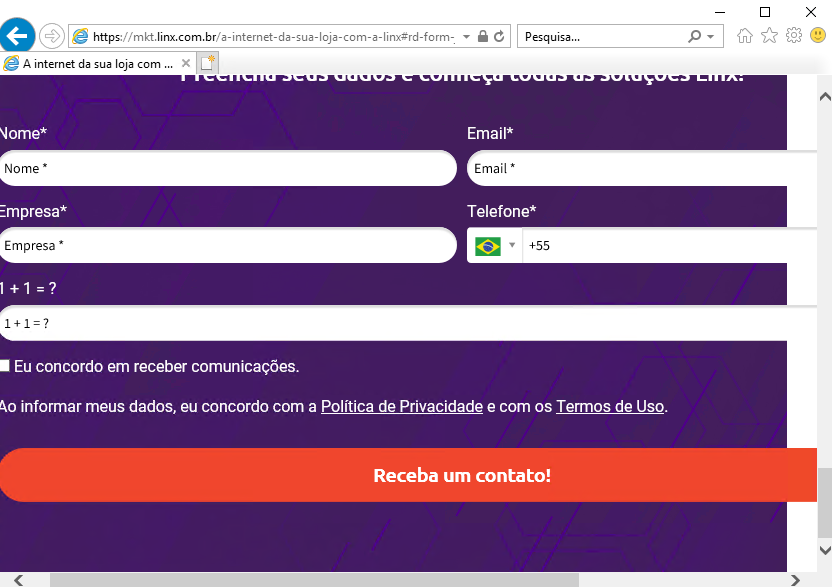 https://mkt.linx.com.br/a-internet-da-sua-loja-com-a-linx#rd-form-
Pesquisa...
A internet da sua loja com ...
Preencha seus dados e conheça todas as soluções Linx!
Nome*
Email*
Nome *
Email *
Empresa*
Telefone*
Empresa *
+55
1 + 1 = ?
1 + 1 = ?
Eu concordo em receber comunicações.
Ao informar meus dados, eu concordo com a Política de Privacidade e com os Termos de Uso.
Receba um contato!